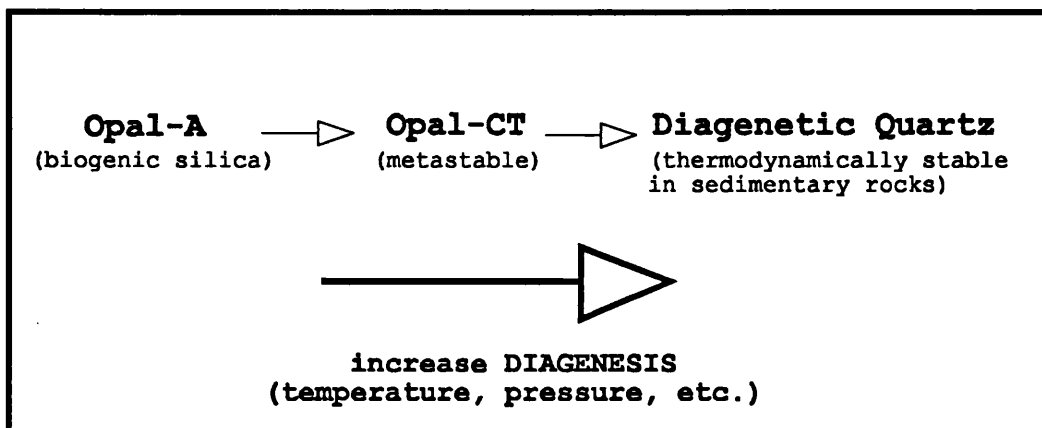 Opal-A Opal-CT Diagenetic Quartz
(biogenic silica) (metastable) (thermodynamically stable
in sedimentary rocks)
increase DIAGENESIS
(temperature, pressure, etc.)